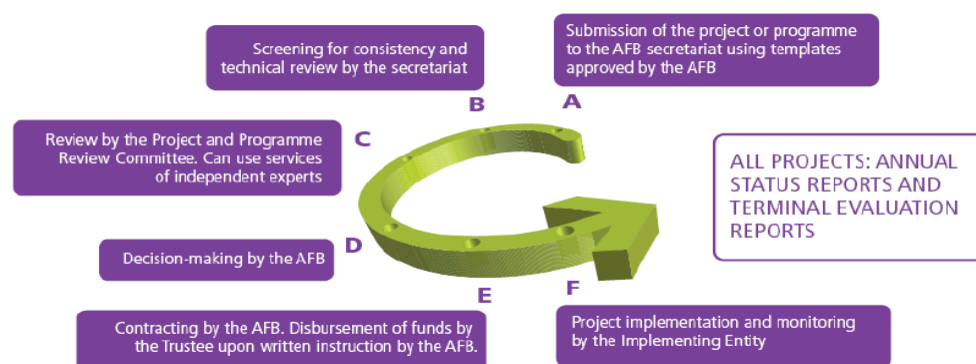 Submission of the project or programme
to the AFB secretariat using templates
approved by the AFB
A
Screening for consistency and
technical review by the secretariat
B
Review by the Project and Programme
Review Committee. Can use services
of independent experts
C
Decision-making by the AFB
D
Contracting by the AFB. Disbursement of funds by
the Trustee upon written instruction by the AFB.
E
Project implementation and monitoring
by the Implementing Entity
F
ALL PROJECTS: ANNUAL
STATUS REPORTS AND
TERMINAL EVALUATION
REPORTS